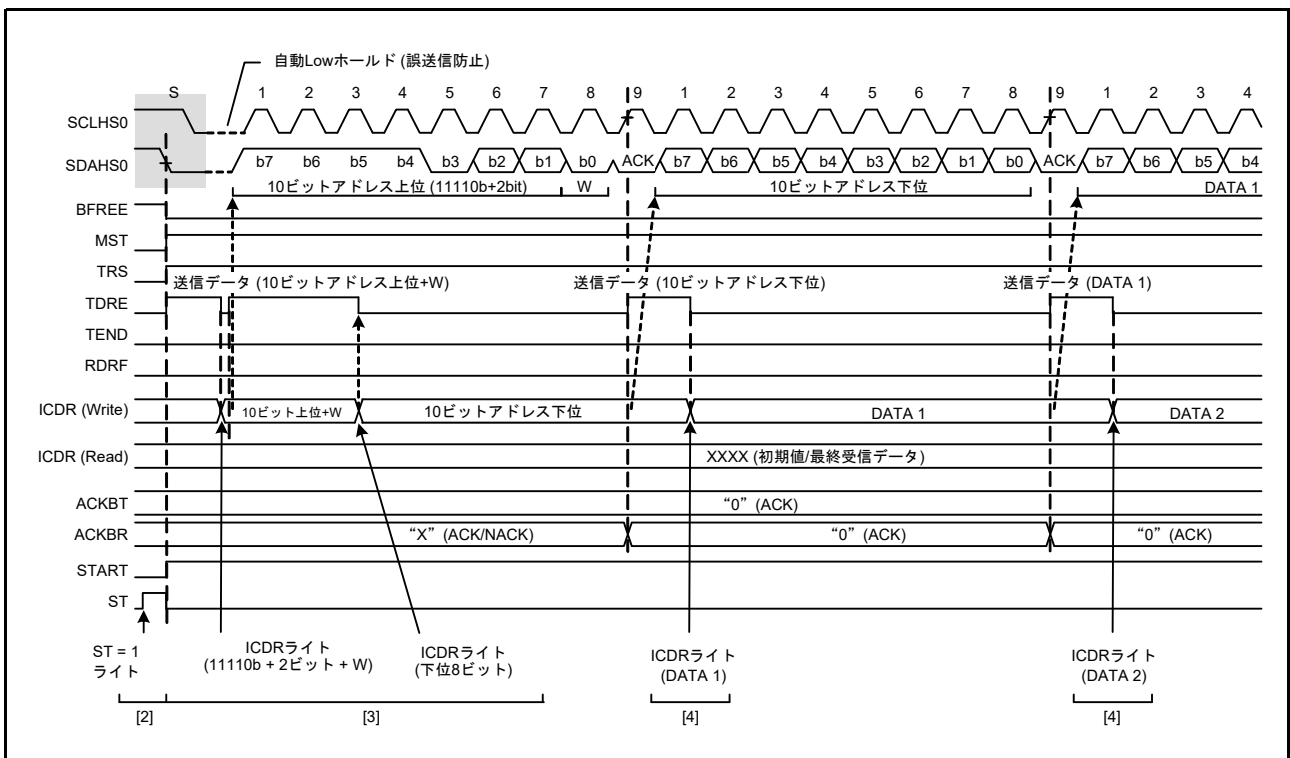 自動Lowホールド (誤送信防止)
S 1 2 3 4 5 6 7 8 9 1 2 3 4 5 6 7 8 9 1 2 3 4
SCLHS0
SDAHS0 b7 b6 b5 b4 b3 b2 b1 b0 ACK b7 b6 b5 b4 b3 b2 b1 b0 ACK b7 b6 b5 b4
10ビットアドレス上位 (11110b+2bit) W 10ビットアドレス下位 DATA 1
BFREE
MST
TRS
送信データ (10ビットアドレス上位+W) 送信データ (10ビットアドレス下位) 送信データ (DATA 1)
TDRE
TEND
RDRF
ICDR (Write) 10ビット上位+W 10ビットアドレス下位 DATA 1 DATA 2
ICDR (Read) XXXX (初期値/最終受信データ)
ACKBT “0” (ACK)
ACKBR “X” (ACK/NACK) “0” (ACK) “0” (ACK)
START
ST
ST = 1
ライト
ICDRライト
(11110b + 2ビット + W)
ICDRライト
(下位8ビット)
ICDRライト
(DATA 1)
ICDRライト
(DATA 2)
[2] [3] [4] [4]